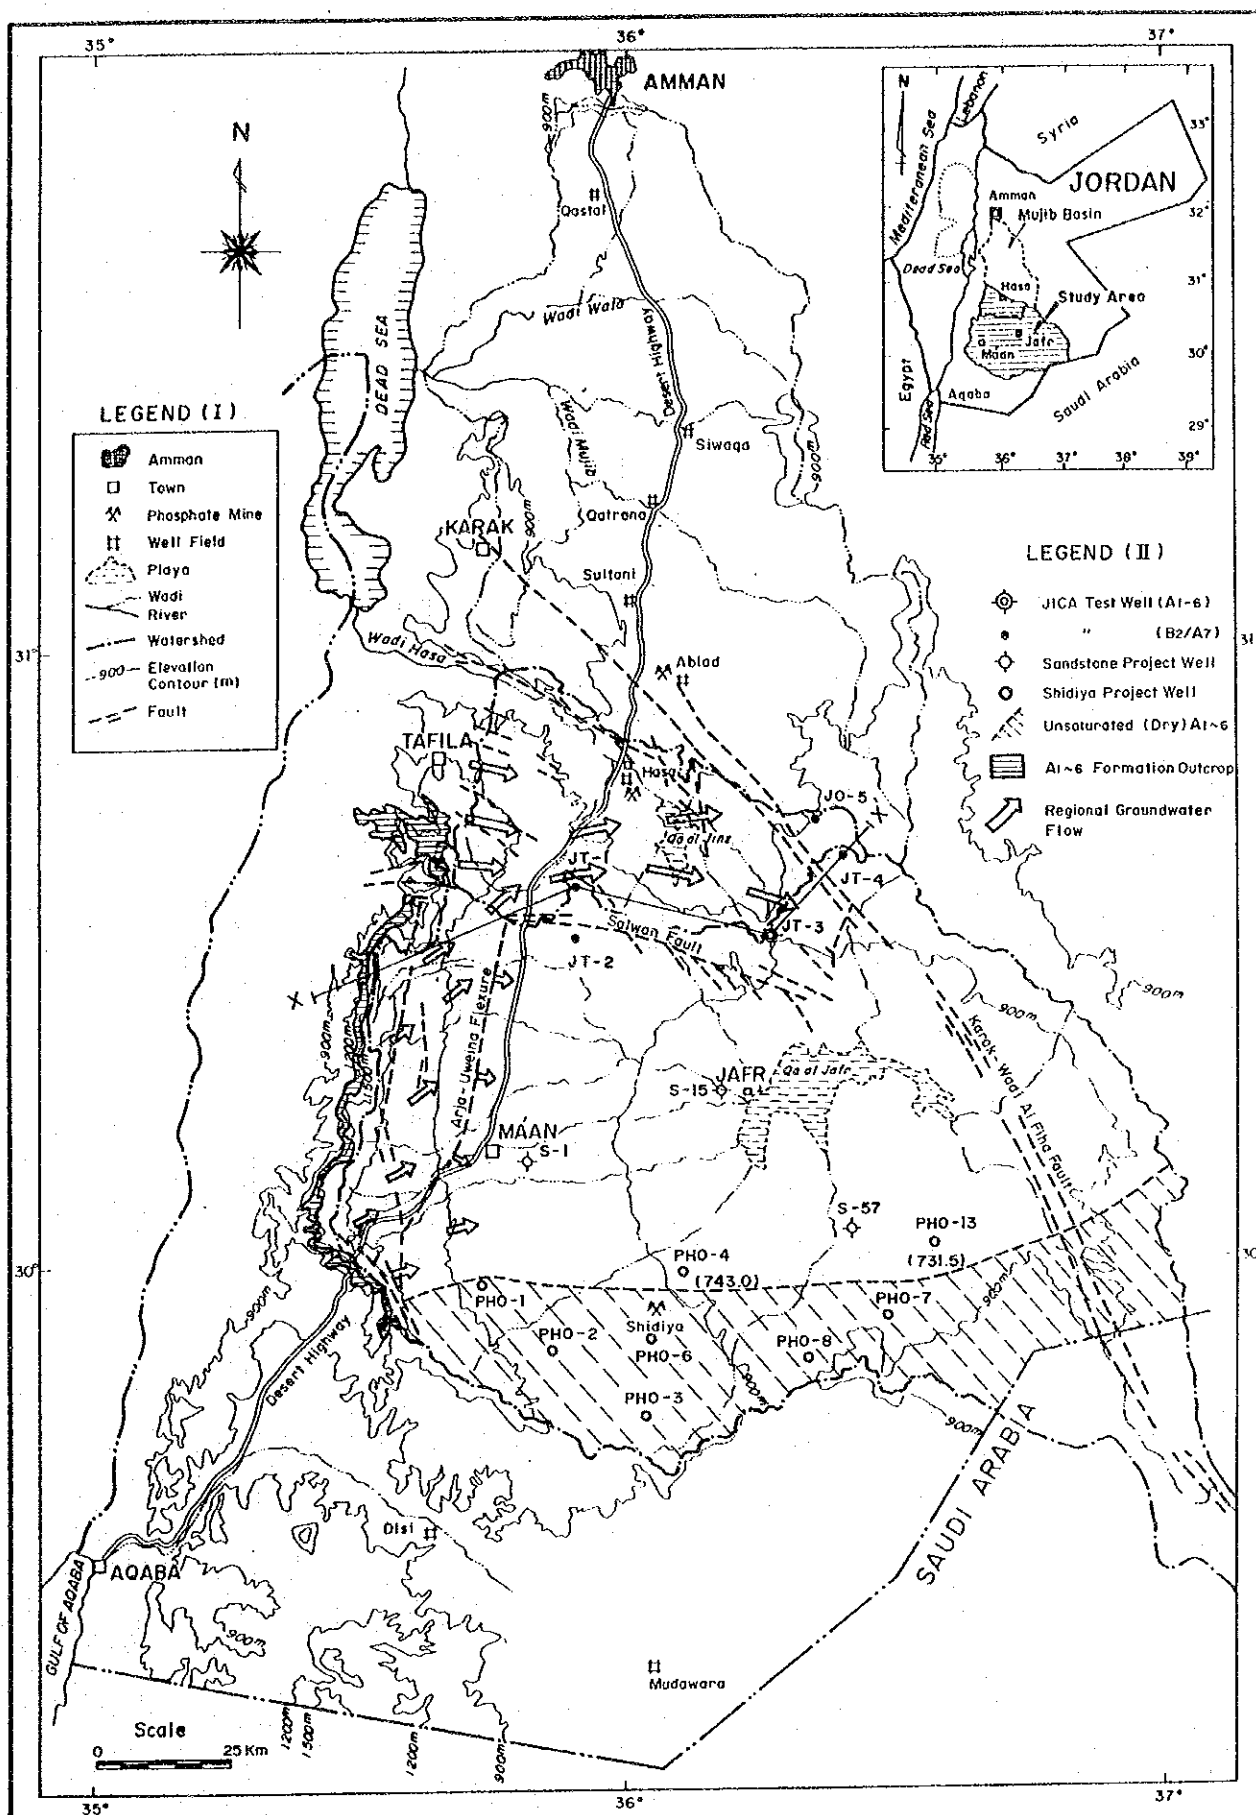 35°
36°
37°
AMMAN
900m
N
Qastal
Wadi Wala
Desert Highway
DEAD SEA
Wadi Mujib
Siwaqa
900m
Qatrana
KARAK
900m
Sultani
Wadi Hasa
Ablad
31°
31
TAFILA
Hasa
Qa al Jinz
JO-5
X
JT-4
JT-3
JT-
JT-2
Salwan Fault
X
900m
1200m
1500m
Arja-Uweina Flexure
900m
900m
Karak-Wadi Al Fiha Fault
JAFR
S-15
Qa al Jafr
MAAN
S-1
S-57
PHO-13
(731.5)
PHO-4
(743.0)
30°
30
PHO-1
PHO-7
PHO-2
Shidiya
PHO-6
PHO-8
PHO-3
900m
900m
900m
900m
Desert Highway
SAUDI ARABIA
Disi
AQABA
GULF OF AQABA
900m
Mudawara
Scale
0 25 Km
1200m
1500m
1200m
900m
35°
36°
37°
LEGEND (I)
Amman
Town
Phosphate Mine
Well Field
Playa
Wadi
River
Watershed
-900- Elevation
Contour (m)
Fault
LEGEND (II)
JICA Test Well (A1-6)
" (B2/A7)
Sandstone Project Well
Shidiya Project Well
Unsaturated (Dry) A1~6
A1~6 Formation Outcrop
Regional Groundwater
Flow
N
Mediteranean Sea
Lebanon
Syria
33°
JORDAN
Amman
32°
Mujib Basin
Dead Sea
31°
Hasa
Study Area
Jafr
Maan
30°
Egypt
Aqaba
Saudi Arabia
Red Sea
29°
35°
36°
37°
38°
39°